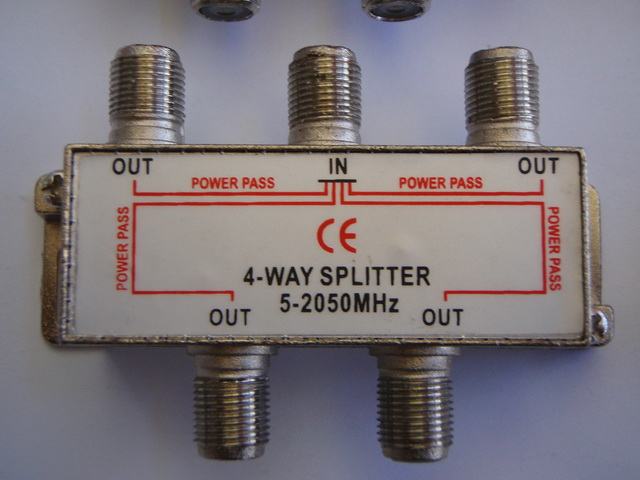 OUT IN OUT
POWER PASS POWER PASS
POWER PASS POWER PASS
CE
4-WAY SPLITTER
5-2050MHz
OUT OUT